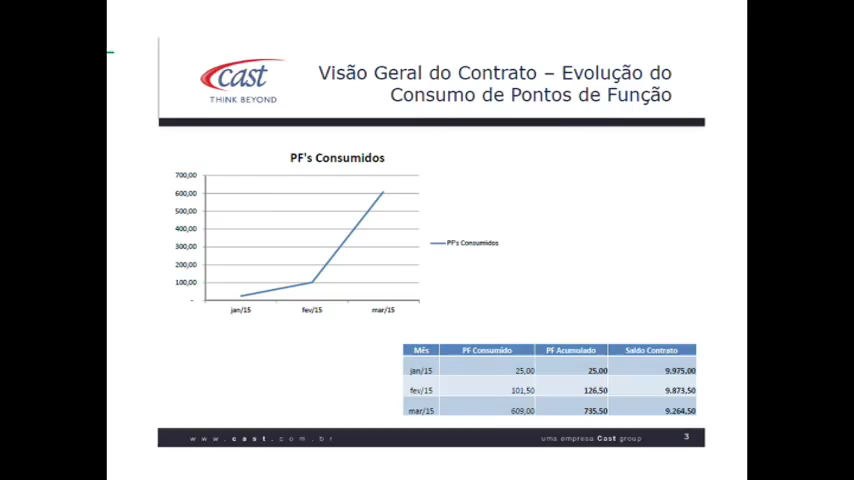 cast
THINK BEYOND
Visão Geral do Contrato – Evolução do
Consumo de Pontos de Função
PF's Consumidos
700,00
600,00
500,00
400,00
300,00
200,00
100,00
-
jan/15 fev/15 mar/15
PF's Consumidos
Mês PF Consumido PF Acumulado Saldo Contrato
jan/15 25,00 25,00 9.975,00
fev/15 101,50 126,50 9.873,50
mar/15 609,00 735,50 9.264,50
www.cast.com.br uma empresa Cast group 3